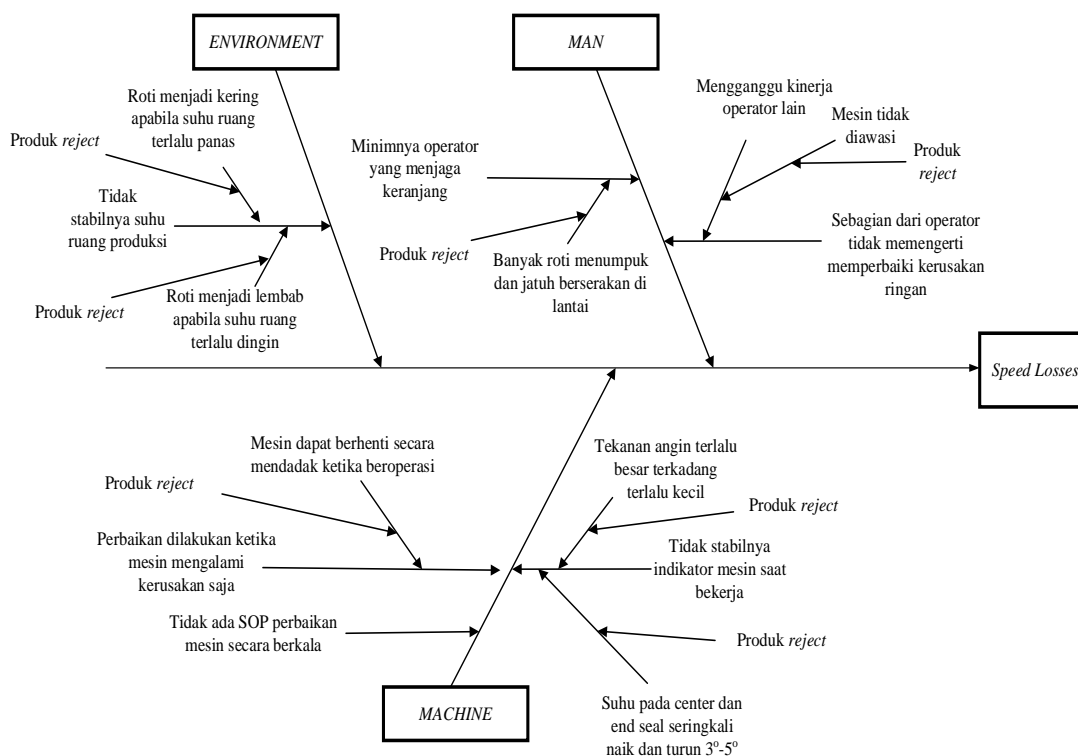 ENVIRONMENT
MAN
Roti menjadi kering
apabila suhu ruang
terlalu panas
Produk reject
Tidak
stabilnya suhu
ruang produksi
Produk reject
Roti menjadi lembab
apabila suhu ruang
terlalu dingin
Minimnya operator
yang menjaga
keranjang
Produk reject
Banyak roti menumpuk
dan jatuh berserakan di
lantai
Mengganggu kinerja
operator lain
Mesin tidak
diawasi
Produk
reject
Sebagian dari operator
tidak memengerti
memperbaiki kerusakan
ringan
Speed Losses
Mesin dapat berhenti secara
mendadak ketika beroperasi
Produk reject
Perbaikan dilakukan ketika
mesin mengalami
kerusakan saja
Tidak ada SOP perbaikan
mesin secara berkala
Tekanan angin terlalu
besar terkadang
terlalu kecil
Produk reject
Tidak stabilnya
indikator mesin saat
bekerja
Produk reject
Suhu pada center dan
end seal seringkali
naik dan turun 3º-5º
MACHINE